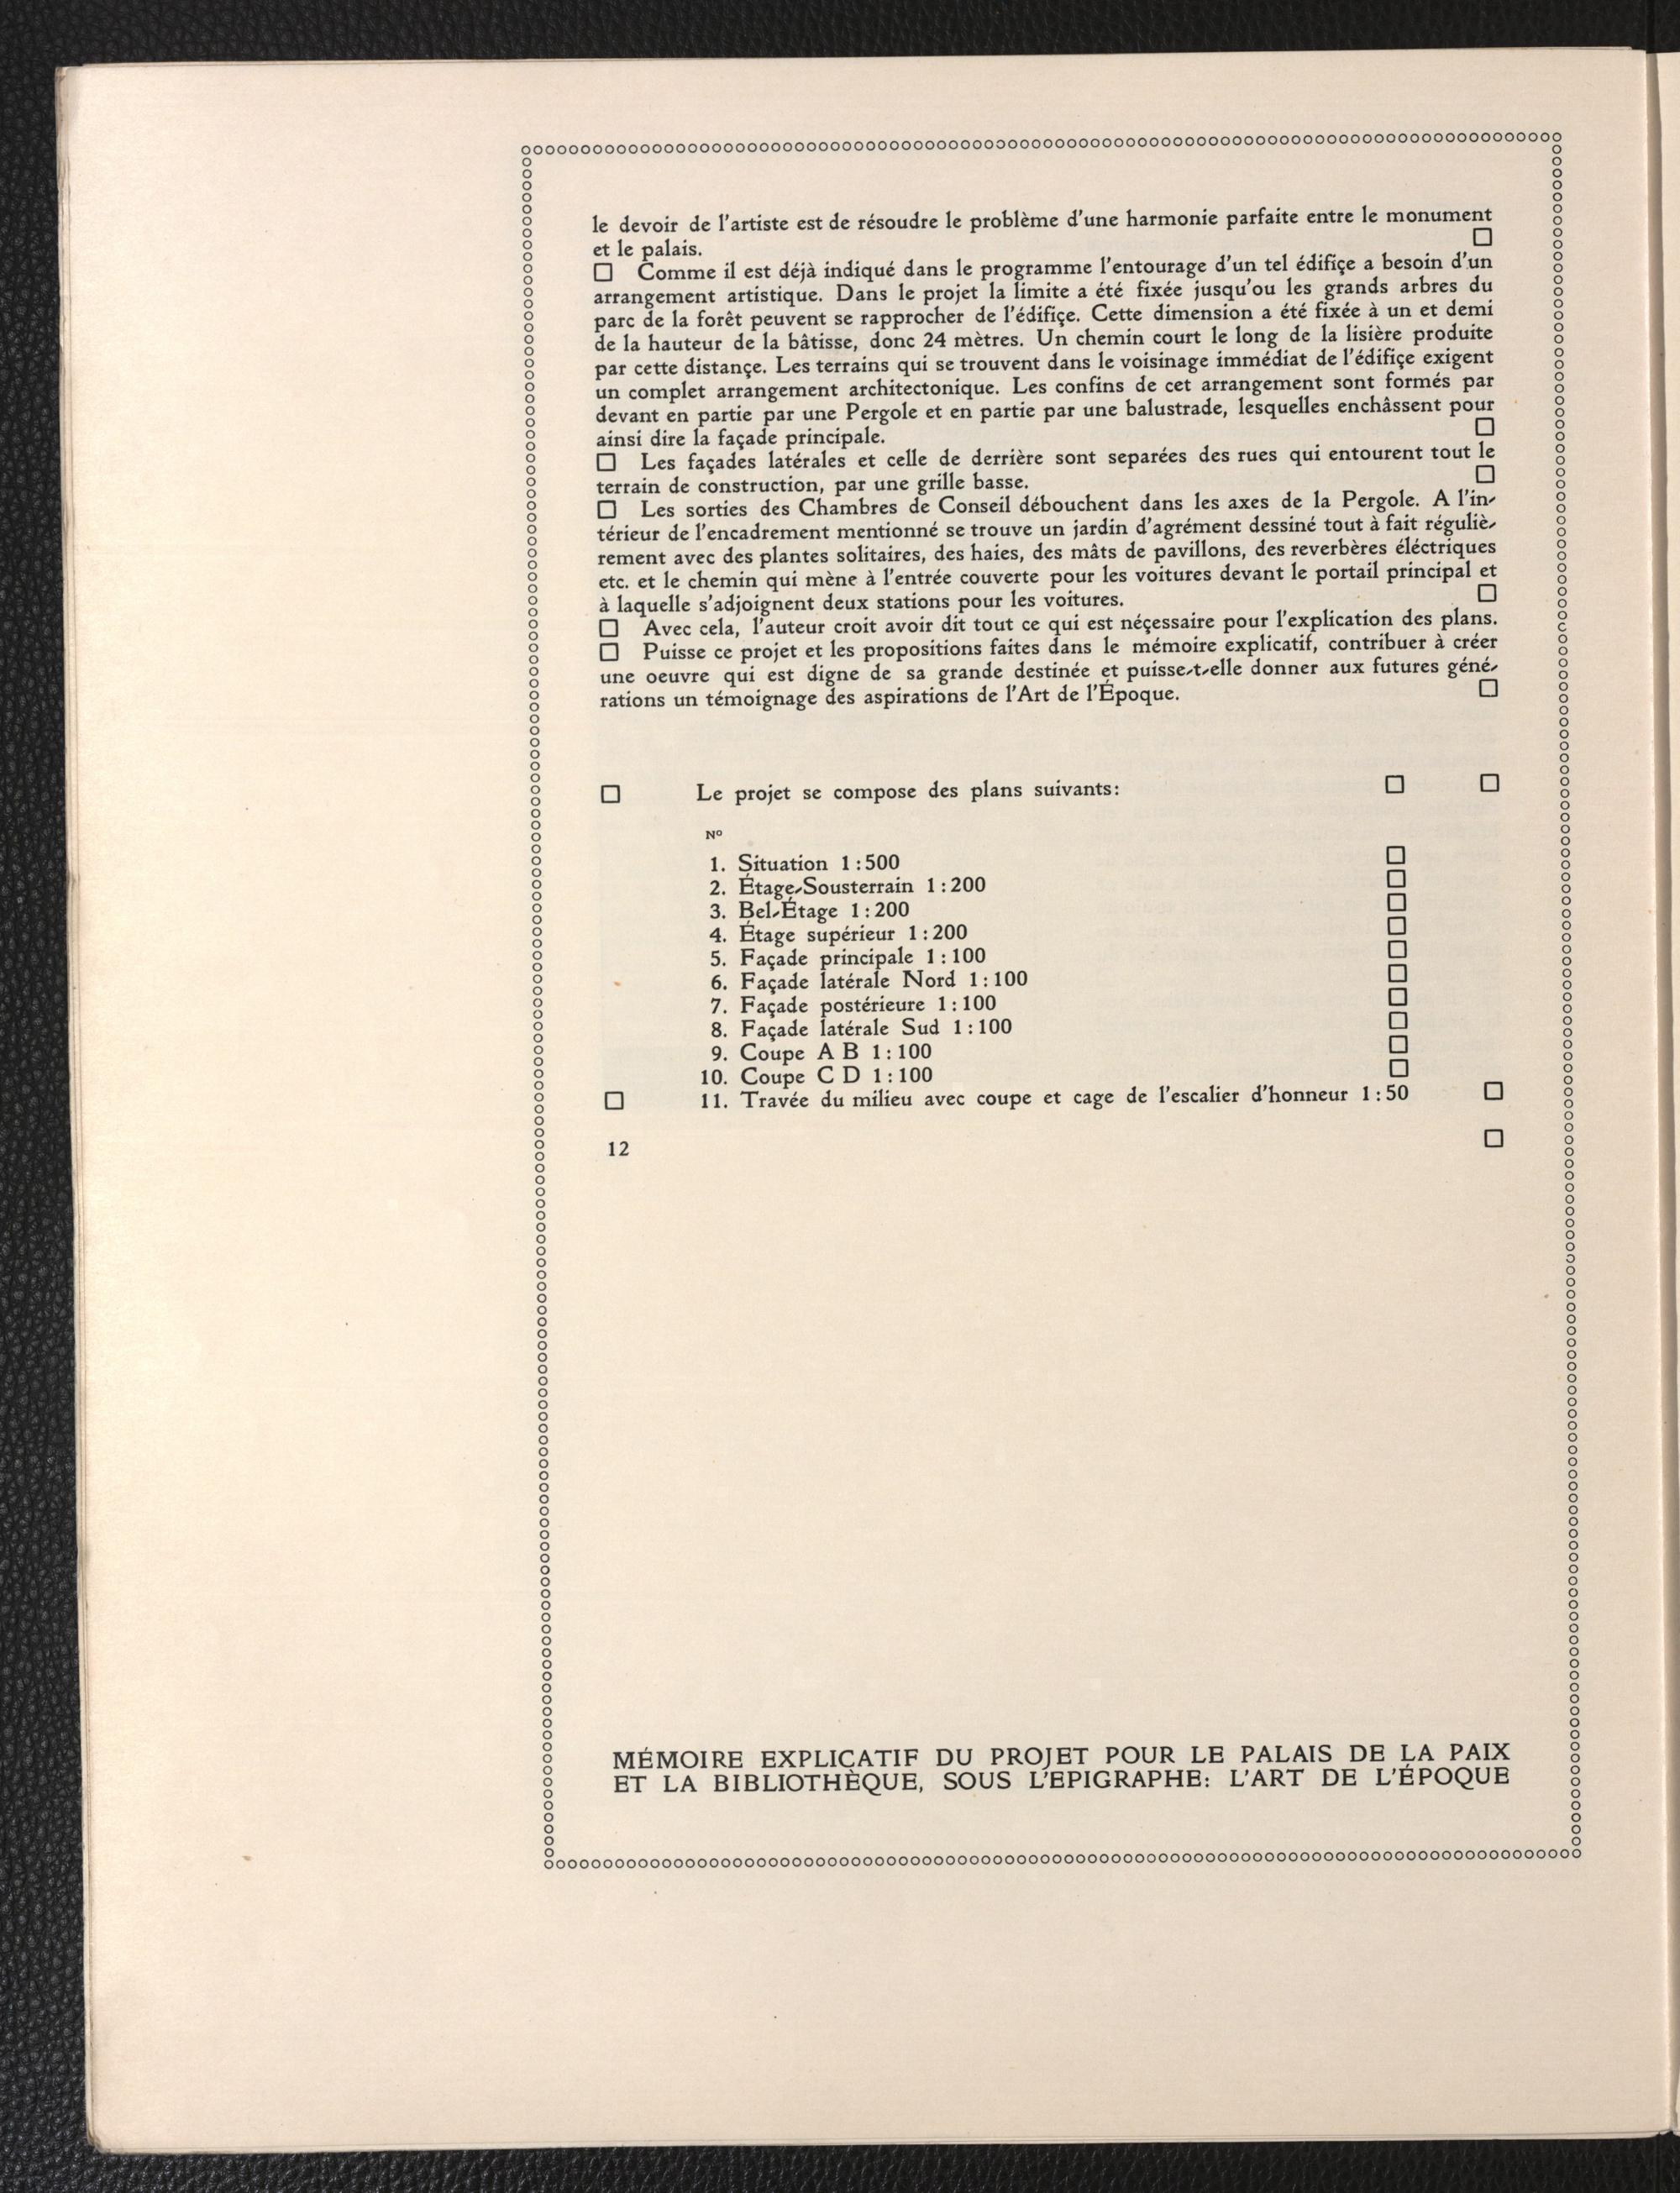 le devoir de l'artiste est de résoudre le problème d'une harmonie parfaite entre le monument
et le palais.
Comme il est déjà indiqué dans le programme l'entourage d'un tel édifiçe a besoin d'un
arrangement artistique. Dans le projet la limite a été fixée jusqu'ou les grands arbres du
parc de la forêt peuvent se rapprocher de l'édifiçe. Cette dimension a été fixée à un et demi
de la hauteur de la bâtisse, donc 24 mètres. Un chemin court le long de la lisière produite
par cette distançe. Les terrains qui se trouvent dans le voisinage immédiat de l'édifiçe exigent
un complet arrangement architectonique. Les confins de cet arrangement sont formés par
devant en partie par une Pergole et en partie par une balustrade, lesquelles enchâssent pour
ainsi dire la façade principale.
Les façades latérales et celle de derrière sont separées des rues qui entourent tout le
terrain de construction, par une grille basse.
Les sorties des Chambres de Conseil débouchent dans les axes de la Pergole. A l'in-
térieur de l'encadrement mentionné se trouve un jardin d'agrément dessiné tout à fait réguliè-
rement avec des plantes solitaires, des haies, des mâts de pavillons, des reverbères éléctriques
etc. et le chemin qui mène à l'entrée couverte pour les voitures devant le portail principal et
à laquelle s'adjoignent deux stations pour les voitures.
Avec cela, l'auteur croit avoir dit tout ce qui est néçessaire pour l'explication des plans.
Puisse ce projet et les propositions faites dans le mémoire explicatif, contribuer à créer
une oeuvre qui est digne de sa grande destinée et puisse-t-elle donner aux futures géné-
rations un témoignage des aspirations de l'Art de l'Époque.
Le projet se compose des plans suivants:
Nº
1. Situation 1:500
2. Étage-Sousterrain 1:200
3. Bel-Étage 1:200
4. Étage supérieur 1:200
5. Façade principale 1:100
6. Façade latérale Nord 1:100
7. Façade postérieure 1:100
8. Façade latérale Sud 1:100
9. Coupe A B 1:100
10. Coupe C D 1:100
11. Travée du milieu avec coupe et cage de l'escalier d'honneur 1:50
12
MÉMOIRE EXPLICATIF DU PROJET POUR LE PALAIS DE LA PAIX
ET LA BIBLIOTHÈQUE, SOUS L'EPIGRAPHE: L'ART DE L'ÉPOQUE